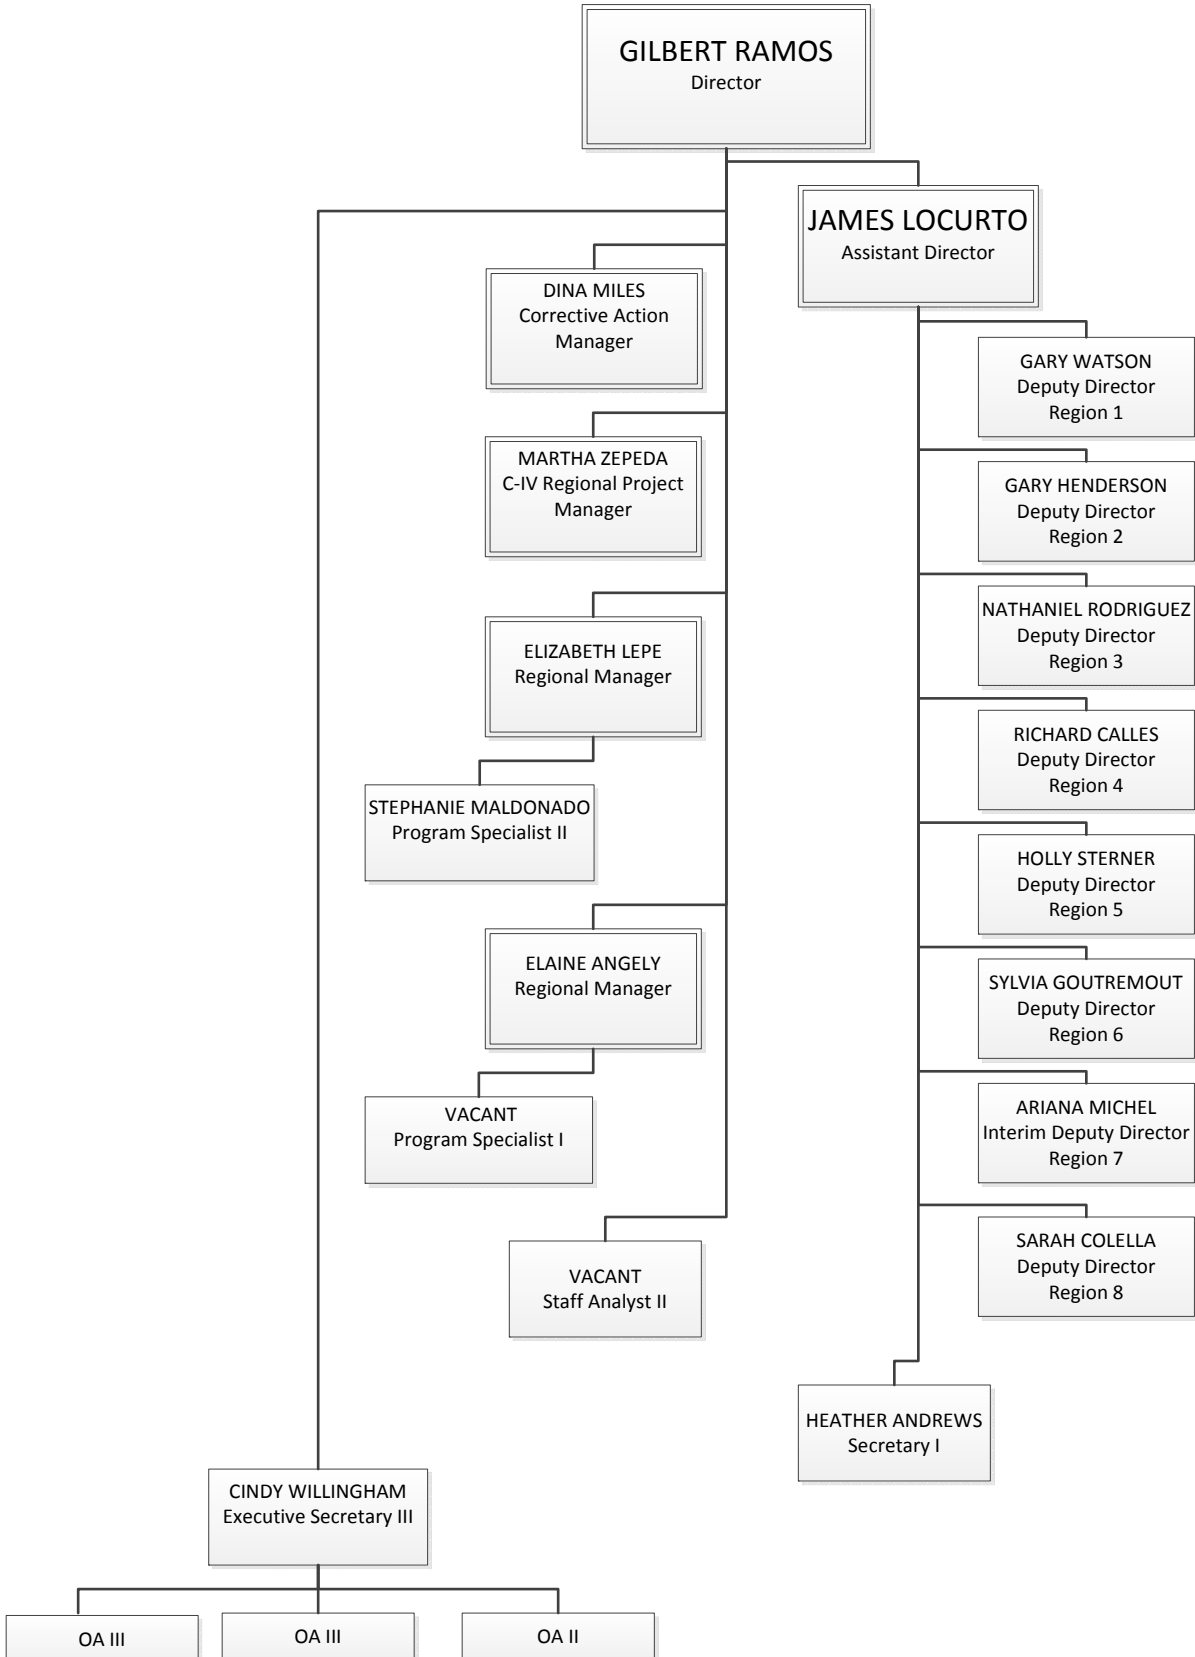 GILBERT RAMOS
Director
JAMES LOCURTO
Assistant Director
DINA MILES
Corrective Action
Manager
MARTHA ZEPEDA
C-IV Regional Project
Manager
ELIZABETH LEPE
Regional Manager
STEPHANIE MALDONADO
Program Specialist II
ELAINE ANGELY
Regional Manager
VACANT
Program Specialist I
VACANT
Staff Analyst II
GARY WATSON
Deputy Director
Region 1
GARY HENDERSON
Deputy Director
Region 2
NATHANIEL RODRIGUEZ
Deputy Director
Region 3
RICHARD CALLES
Deputy Director
Region 4
HOLLY STERNER
Deputy Director
Region 5
SYLVIA GOUTREMOUT
Deputy Director
Region 6
ARIANA MICHEL
Interim Deputy Director
Region 7
SARAH COLELLA
Deputy Director
Region 8
HEATHER ANDREWS
Secretary I
CINDY WILLINGHAM
Executive Secretary III
OA III
OA III
OA II